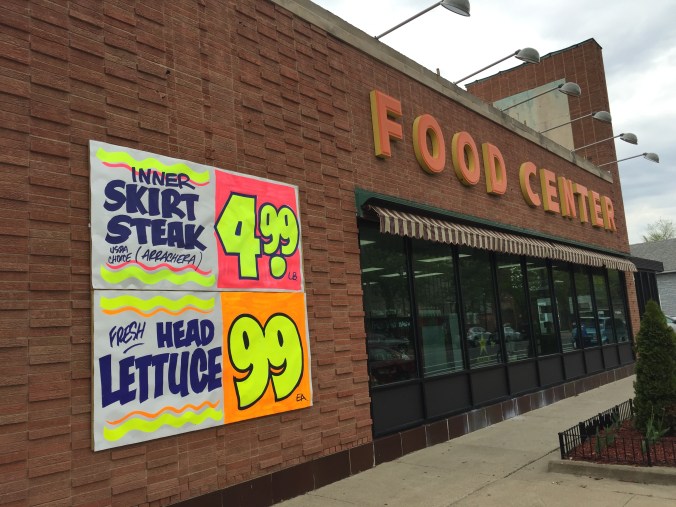 FOOD CENTER
INNER
SKIRT
STEAK
USDA
CHOICE (ARRACHERA)
4.99
LB
FRESH HEAD
LETTUCE
99
EA